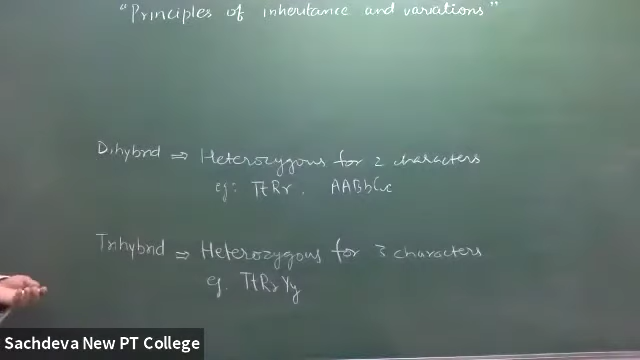 "Principles of inheritance and variations"
Dihybrid ⇒ Heterozygous for 2 characters
eg: TtRr. AABbCc
Trihybrid ⇒ Heterozygous for 3 characters
eg. TtRrYy
Sachdeva New PT College